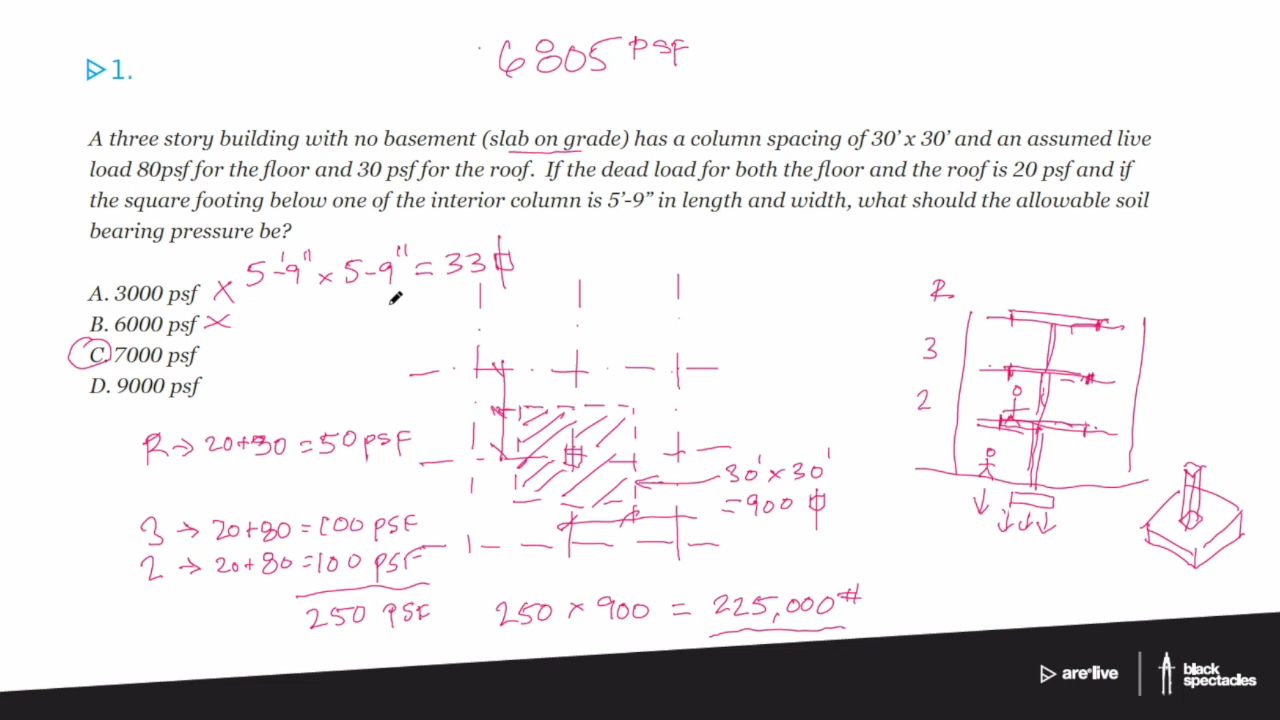 6805 PSF
1.
A three story building with no basement (slab on grade) has a column spacing of 30' x 30' and an assumed live
load 80psf for the floor and 30 psf for the roof. If the dead load for both the floor and the roof is 20 psf and if
the square footing below one of the interior column is 5'-9" in length and width, what should the allowable soil
bearing pressure be?
5'-9" x 5-9" = 33
A. 3000 psf X
B. 6000 psf X
C. 7000 psf
D. 9000 psf
R
3
2
R → 20+30 = 50 PSF
30' x 30'
= 900
3 → 20+80 = 100 PSF
2 → 20+80 = 100 PSF
250 PSF
250 x 900 = 225,000#
are live
black
spectacles